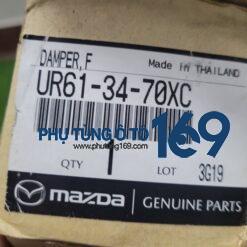 DAMPER, F
Made in THAILAND
UR61-34-70XC
PHỤ TÙNG Ô TÔ 169
www.phutung169.com
QTY 1 LOT 3G19
mazda GENUINE PARTS